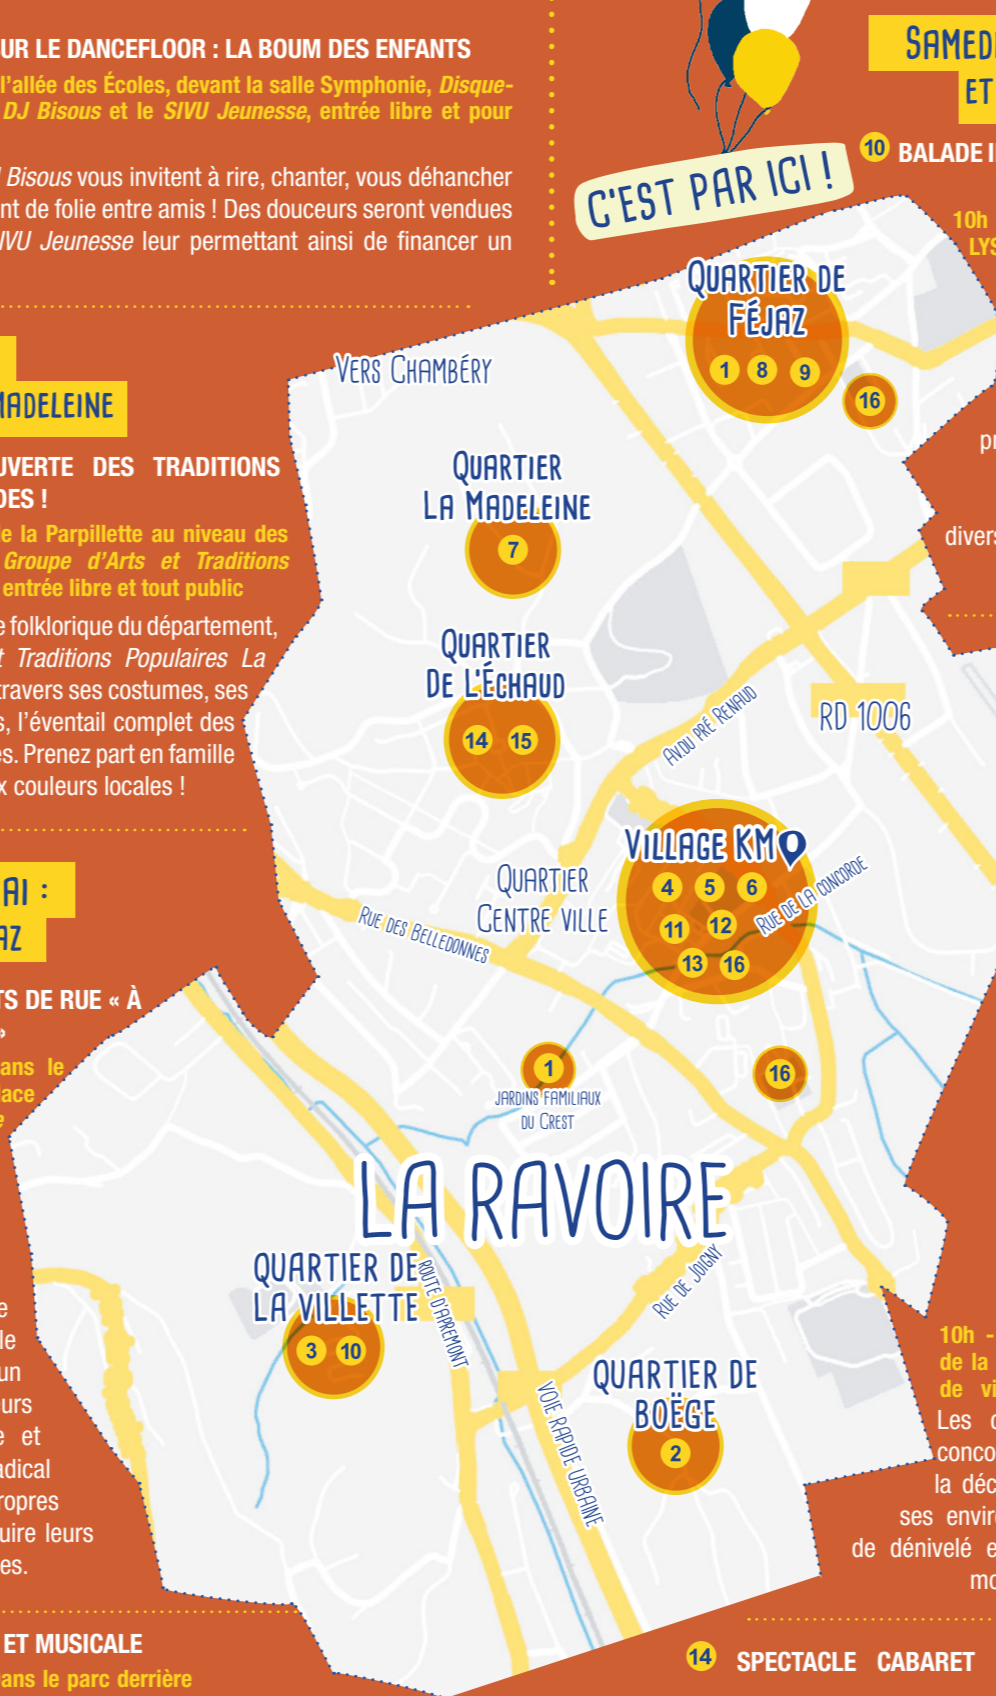 UR LE DANCEFLOOR : LA BOUM DES ENFANTS
l'allée des Écoles, devant la salle Symphonie, Disque-
DJ Bisous et le SIVU Jeunesse, entrée libre et pour
Bisous vous invitent à rire, chanter, vous déhancher
nt de folie entre amis ! Des douceurs seront vendues
IVU Jeunesse leur permettant ainsi de financer un
MADELEINE
UVERTE DES TRADITIONS
DES !
de la Parpillette au niveau des
Groupe d'Arts et Traditions
entrée libre et tout public
e folklorique du département,
t Traditions Populaires La
travers ses costumes, ses
s, l'éventail complet des
es. Prenez part en famille
x couleurs locales !
AI :
AZ
TS DE RUE « À
»
ans le
lace
e
e
le
un
urs
e et
adical
ropres
uire leurs
es.
ET MUSICALE
ans le parc derrière
C'EST PAR ICI !
SAMEDI
ET
10 BALADE I
10h
LYS
pr
divers
QUARTIER DE
FÉJAZ
1 8 9
16
VERS CHAMBÉRY
QUARTIER
LA MADELEINE
7
QUARTIER
DE L'ÉCHAUD
14 15
AV.DU PRÉ RENAUD
RD 1006
VILLAGE KM0
4 5 6
11 12
13 16
RUE DE LA CONCORDE
QUARTIER
CENTRE VILLE
RUE DES BELLEDONNES
1
JARDINS FAMILIAUX
DU CREST
16
LA RAVOIRE
QUARTIER DE
LA VILLETTE
3 10
ROUTE D'APREMONT
RUE DE JOIGNY
VOIE RAPIDE URBAINE
QUARTIER DE
BOËGE
2
10h -
de la
de vi
Les c
conco
la déc
ses envir
de dénivelé e
mo
14 SPECTACLE CABARET